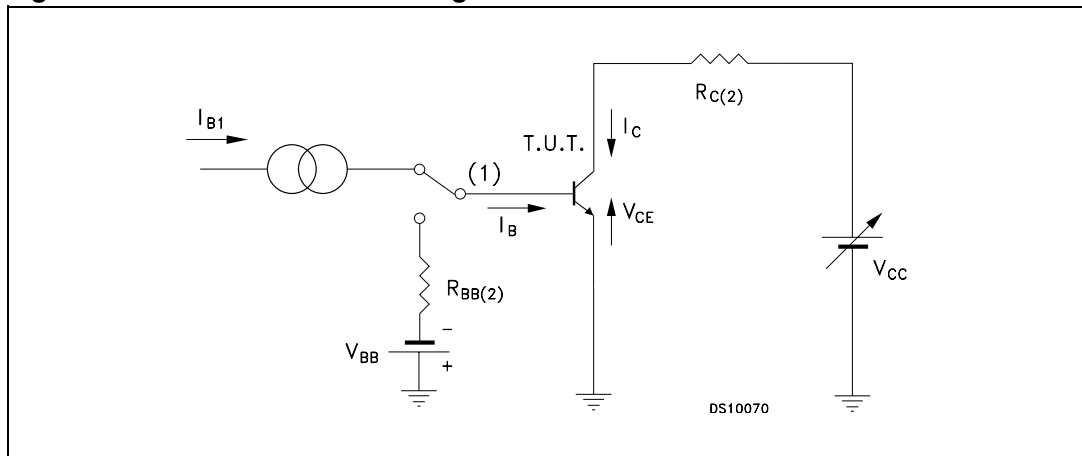 I_B1
R_C(2)
I_C
T.U.T.
(1)
I_B
V_CE
R_BB(2)
V_CC
V_BB
-
+
DS10070